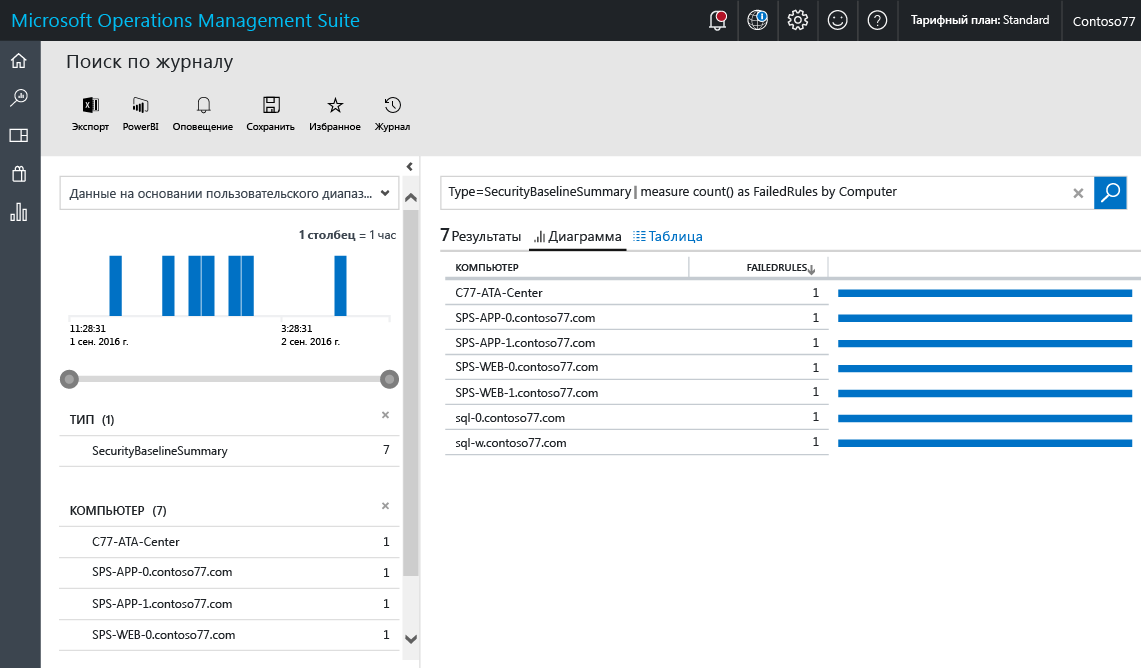 Microsoft Operations Management Suite
Тарифный план: Standard
Contoso77
Поиск по журналу
Экспорт
PowerBI
Оповещение
Сохранить
Избранное
Журнал
Данные на основании пользовательского диапаз...
1 столбец = 1 час
11:28:31
1 сен. 2016 г.
3:28:31
2 сен. 2016 г.
ТИП (1)
SecurityBaselineSummary 7
КОМПЬЮТЕР (7)
C77-ATA-Center 1
SPS-APP-0.contoso77.com 1
SPS-APP-1.contoso77.com 1
SPS-WEB-0.contoso77.com 1
Type=SecurityBaselineSummary | measure count() as FailedRules by Computer
7 Результаты Диаграмма Таблица
КОМПЬЮТЕР FAILEDRULES
C77-ATA-Center 1
SPS-APP-0.contoso77.com 1
SPS-APP-1.contoso77.com 1
SPS-WEB-0.contoso77.com 1
SPS-WEB-1.contoso77.com 1
sql-0.contoso77.com 1
sql-w.contoso77.com 1